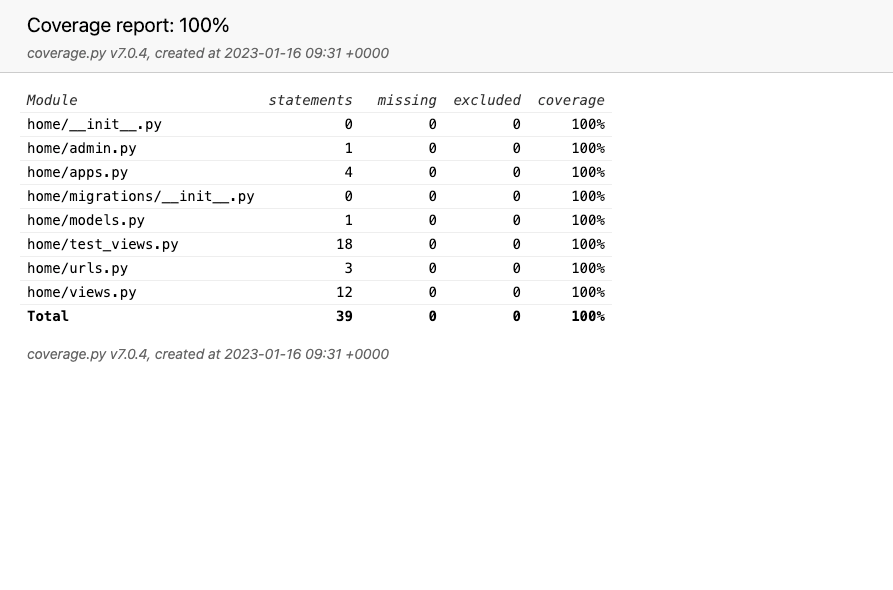 Coverage report: 100%
coverage.py v7.0.4, created at 2023-01-16 09:31 +0000
Module statements missing excluded coverage
home/__init__.py 0 0 0 100%
home/admin.py 1 0 0 100%
home/apps.py 4 0 0 100%
home/migrations/__init__.py 0 0 0 100%
home/models.py 1 0 0 100%
home/test_views.py 18 0 0 100%
home/urls.py 3 0 0 100%
home/views.py 12 0 0 100%
Total 39 0 0 100%
coverage.py v7.0.4, created at 2023-01-16 09:31 +0000